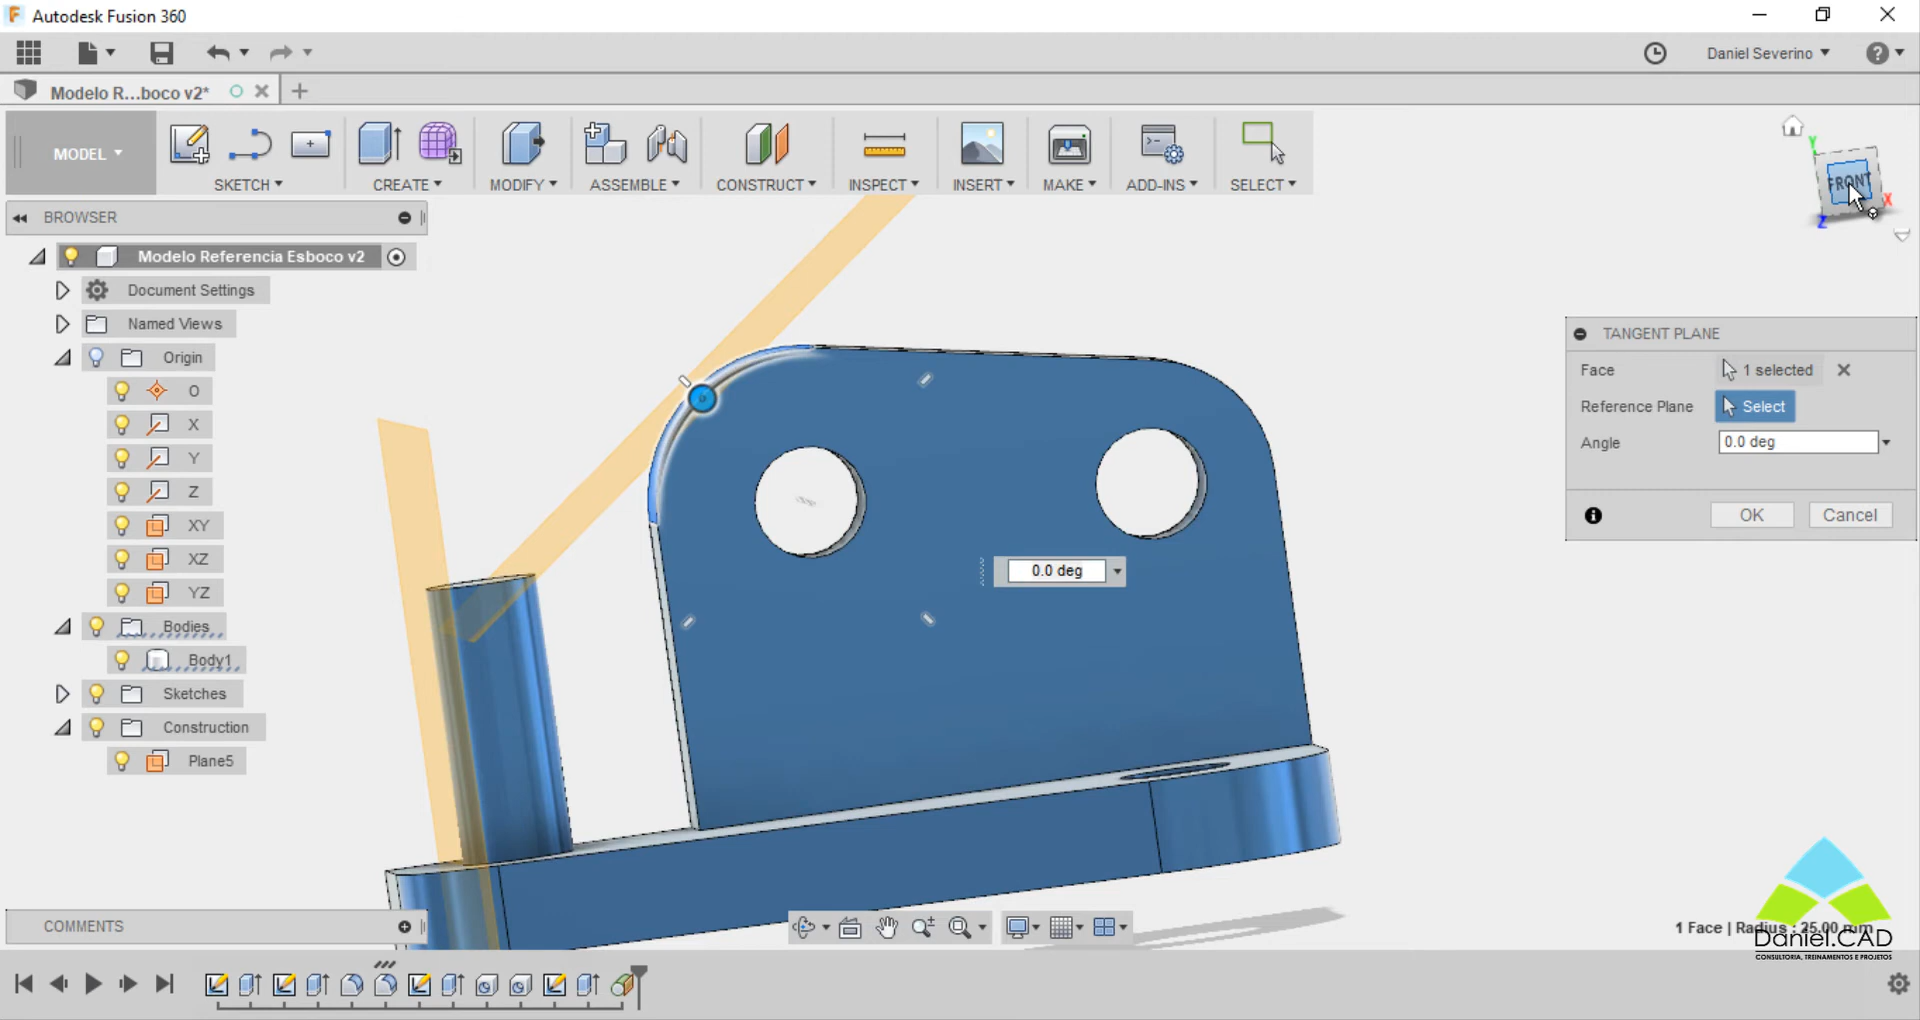 Autodesk Fusion 360
Daniel Severino
Modelo R...boco v2*
MODEL
SKETCH
CREATE
MODIFY
ASSEMBLE
CONSTRUCT
INSPECT
INSERT
MAKE
ADD-INS
SELECT
Y
FRONT
X
Z
BROWSER
Modelo Referencia Esboco v2
Document Settings
Named Views
Origin
O
X
Y
Z
XY
XZ
YZ
Bodies
Body1
Sketches
Construction
Plane5
TANGENT PLANE
Face 1 selected
Reference Plane Select
Angle 0.0 deg
OK Cancel
0.0 deg
COMMENTS
1 Face | Radius : 25.00 mm
Daniel.CAD
CONSULTORIA, TREINAMENTOS E PROJETOS